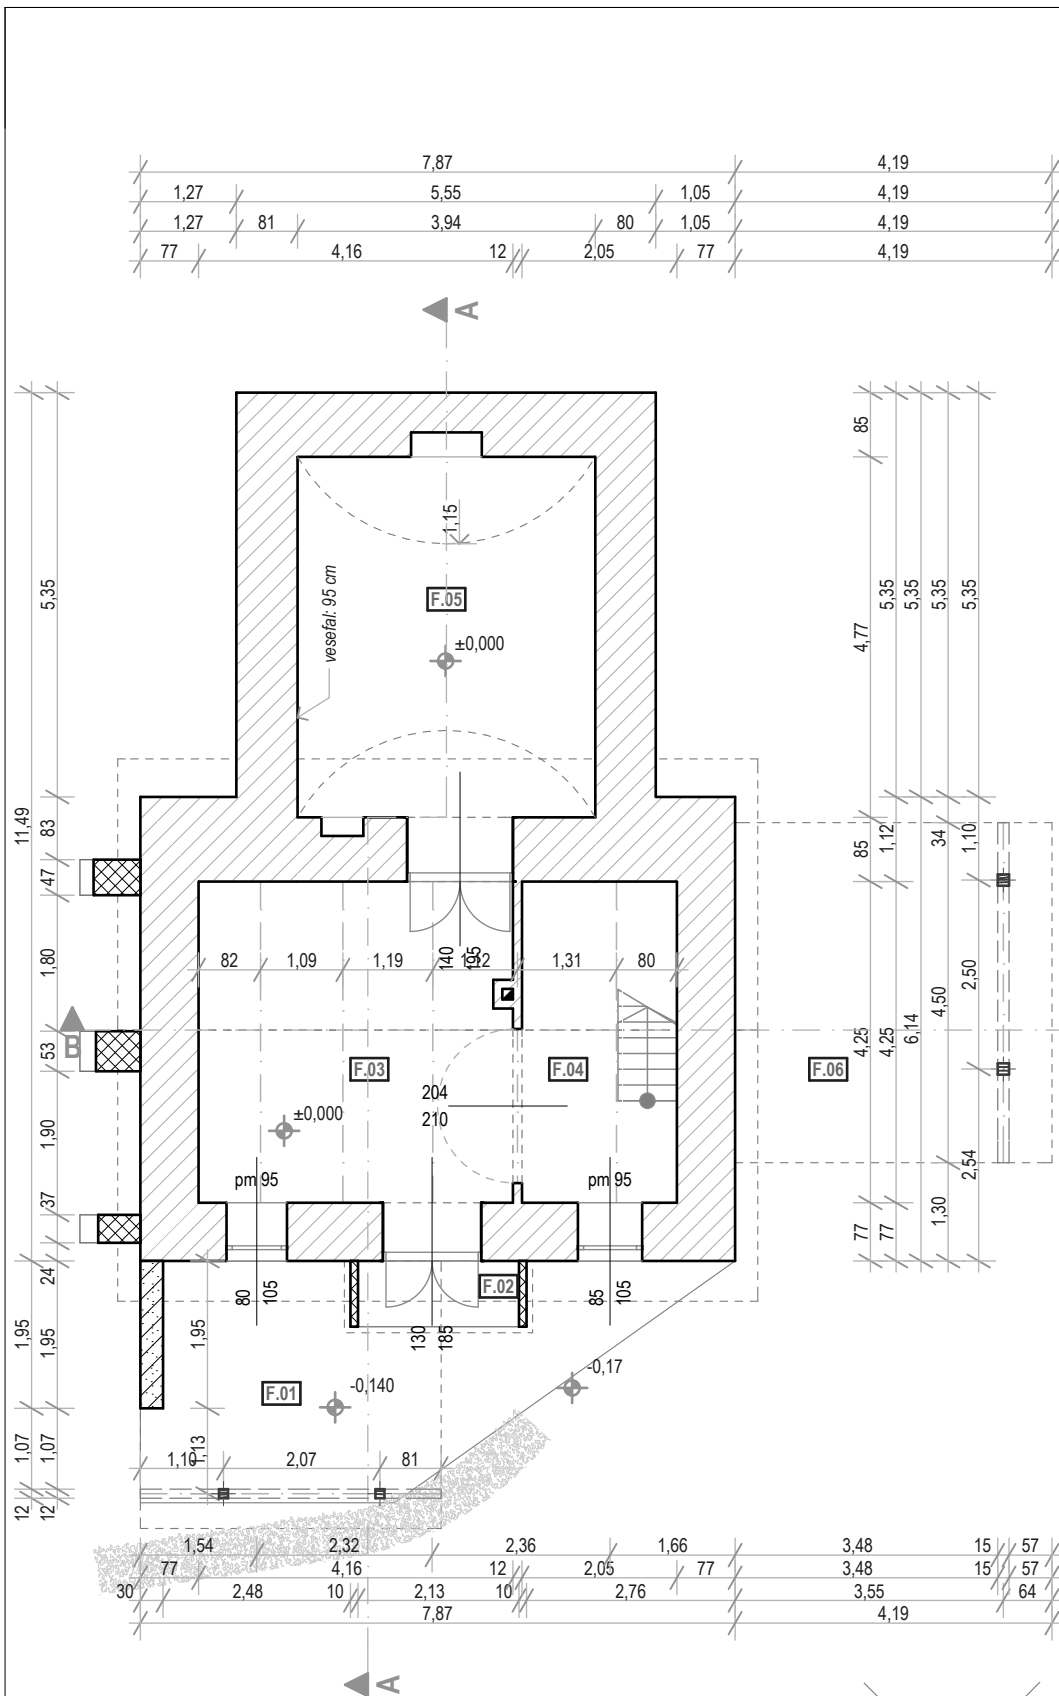 7,87 4,19
1,27 5,55 1,05 4,19
1,27 81 3,94 80 1,05 4,19
77 4,16 12 2,05 77 4,19
A
85
1,15
5,35
F.05
vesefal: 95 cm
±0,000
4,77
5,35
5,35
5,35
5,35
11,49
83
47
1,80
53
1,90
37
24
1,95
1,95
1,07
1,07
12
12
85
1,12
34
1,10
82 1,09 1,19 1,12 1,31 80
140
195
2,50
4,50
6,14
4,25
4,25
B
F.03
F.04
F.06
204
210
±0,000
pm 95
pm 95
2,54
1,30
77
77
80
105
F.02
85
105
130
185
1,95
F.01
-0,140
-0,17
1,10 2,07 81
1,13
1,54 2,32 2,36 1,66 3,48 15 57
77 4,16 12 2,05 77 3,48 15 57
30 2,48 10 2,13 10 2,76 3,55 64
7,87 4,19
A